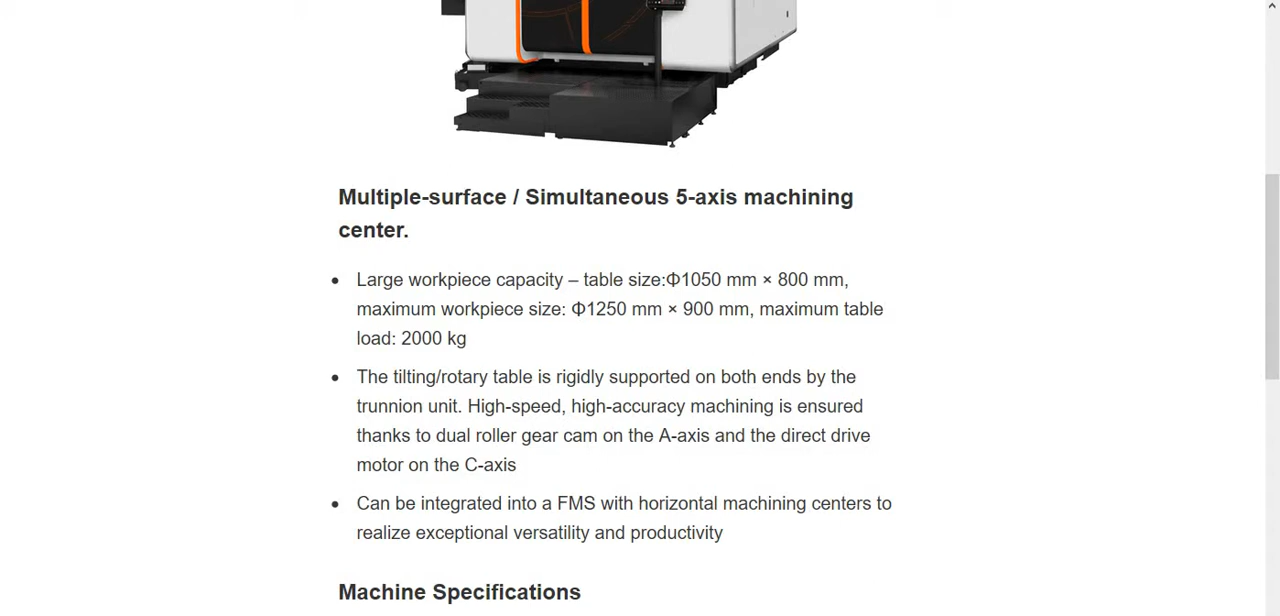 Multiple-surface / Simultaneous 5-axis machining
center.
Large workpiece capacity – table size:Φ1050 mm × 800 mm,
maximum workpiece size: Φ1250 mm × 900 mm, maximum table
load: 2000 kg
The tilting/rotary table is rigidly supported on both ends by the
trunnion unit. High-speed, high-accuracy machining is ensured
thanks to dual roller gear cam on the A-axis and the direct drive
motor on the C-axis
Can be integrated into a FMS with horizontal machining centers to
realize exceptional versatility and productivity
Machine Specifications